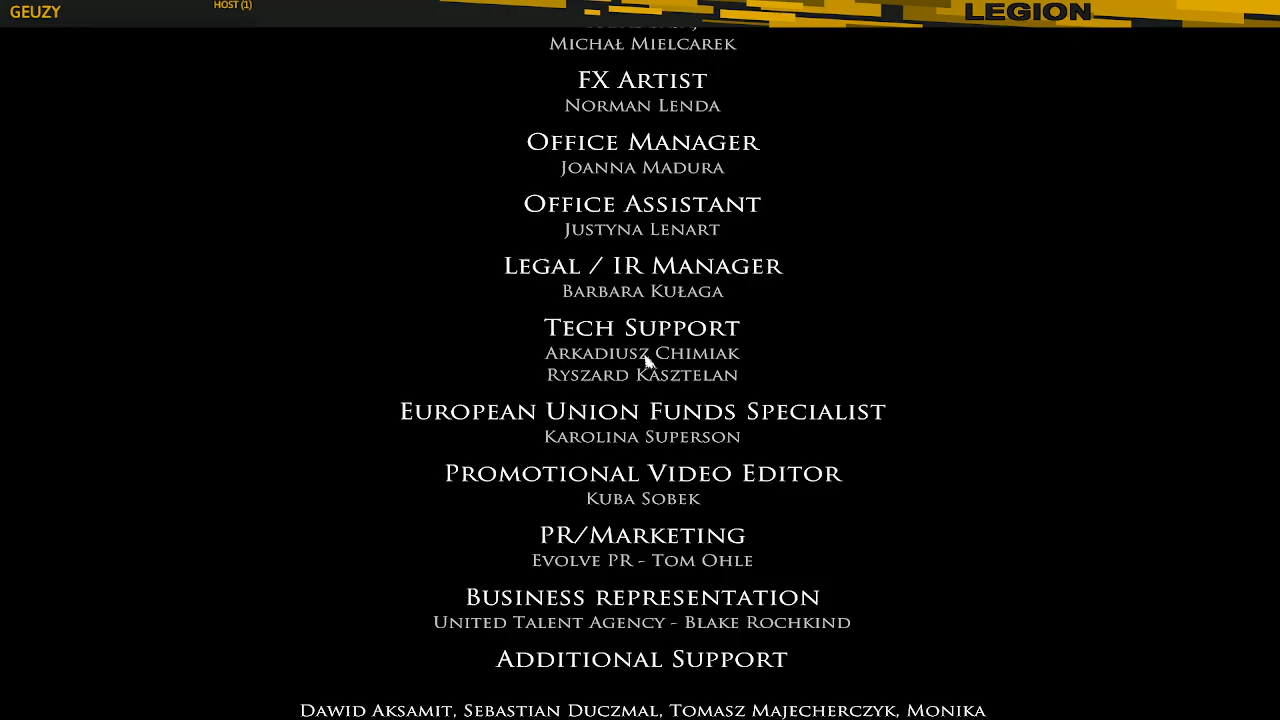 GEUZY
HOST (1)
LEGION
Michał Mielcarek
FX Artist
Norman Lenda
Office Manager
Joanna Madura
Office Assistant
Justyna Lenart
Legal / IR Manager
Barbara Kułaga
Tech Support
Arkadiusz Chimiak
Ryszard Kasztelan
European Union Funds Specialist
Karolina Superson
Promotional Video Editor
Kuba Sobek
PR/Marketing
Evolve PR - Tom Ohle
Business representation
United Talent Agency - Blake Rochkind
Additional Support
Dawid Aksamit, Sebastian Duczmal, Tomasz Majecherczyk, Monika